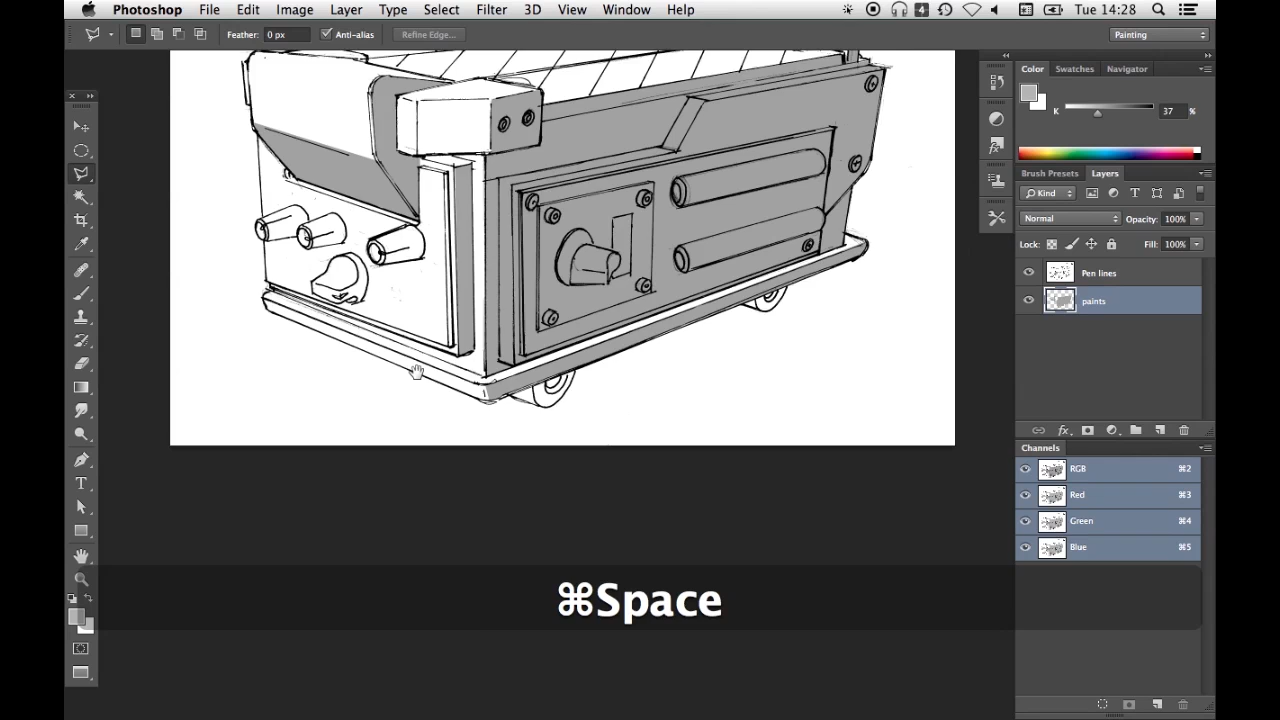 Photoshop File Edit Image Layer Type Select Filter 3D View Window Help 4 Tue 14:28
Feather: 0 px Anti-alias Refine Edge... Painting
Color Swatches Navigator
K 37 %
Brush Presets Layers
Kind
Normal Opacity: 100%
Lock: Fill: 100%
Pen lines
paints
Channels
RGB ⌘2
Red ⌘3
Green ⌘4
Blue ⌘5
⌘Space